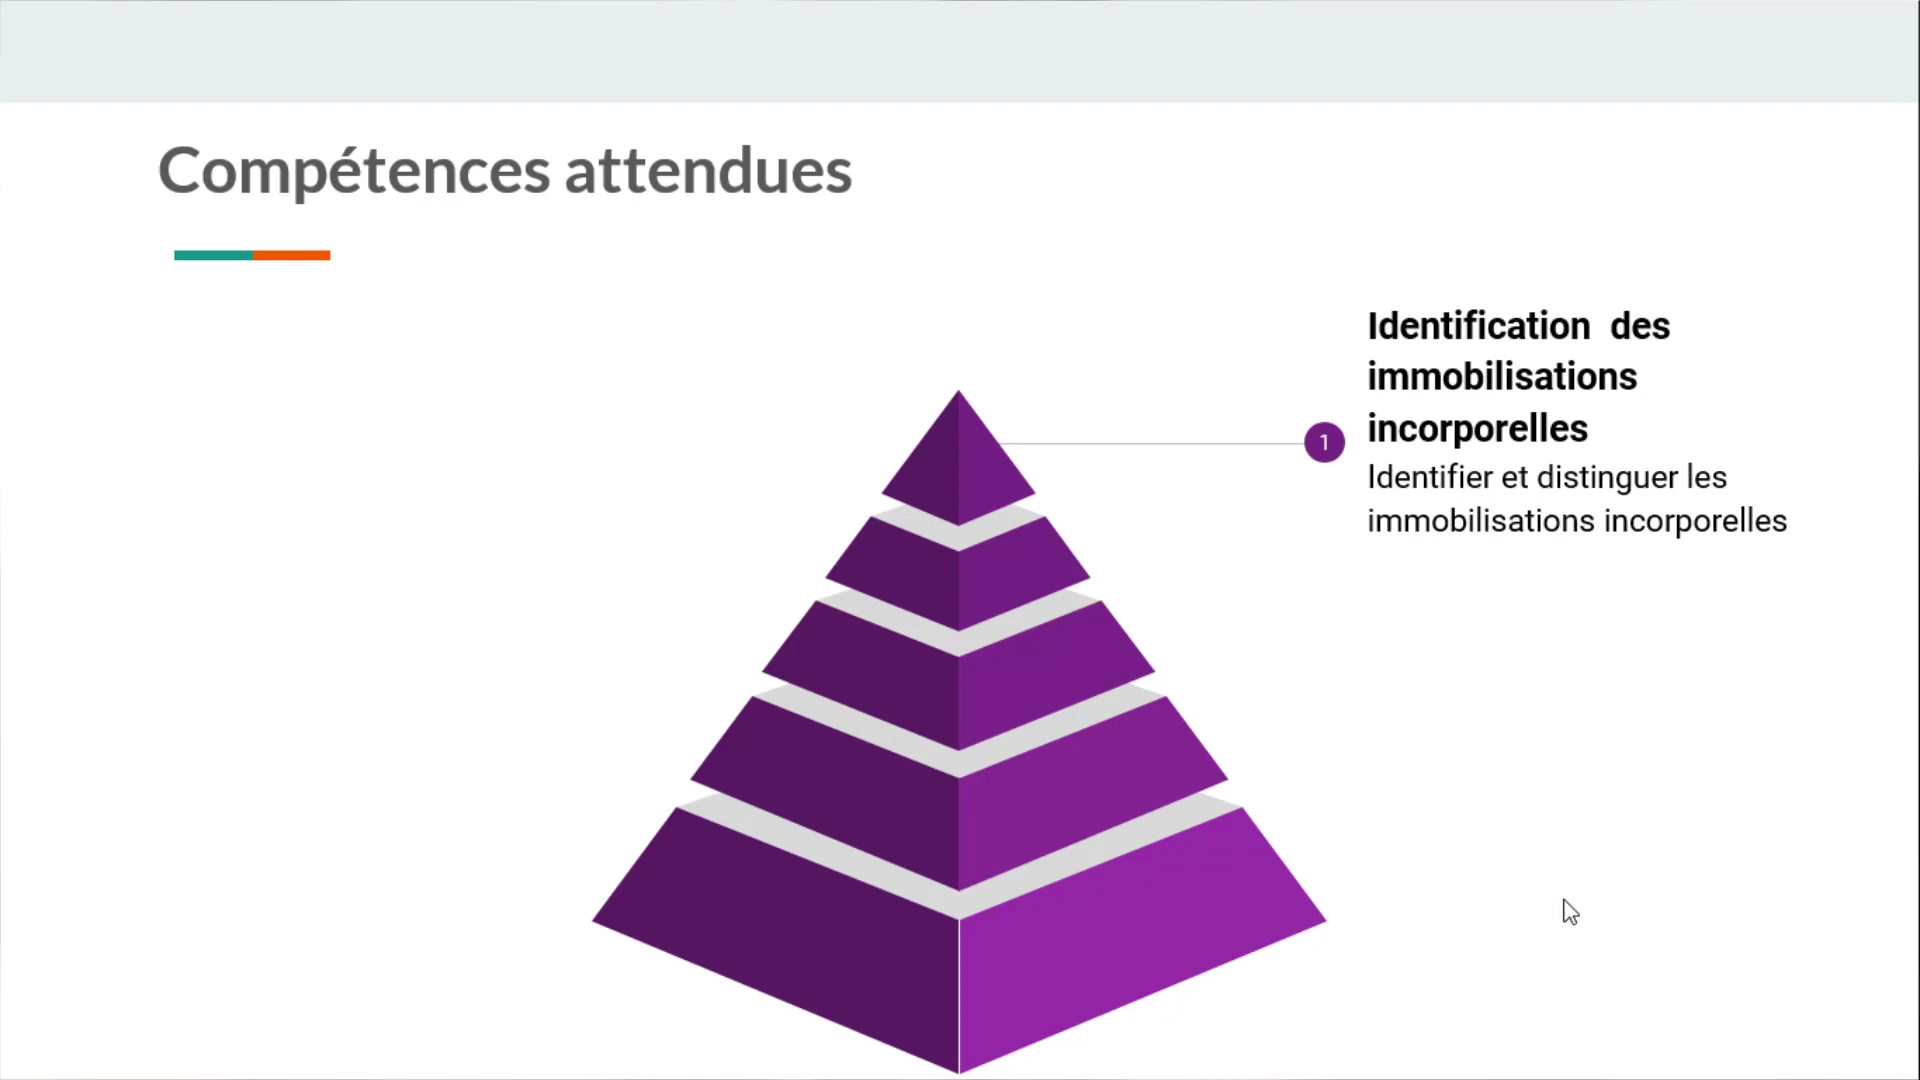 Compétences attendues
Identification des
immobilisations
incorporelles
1
Identifier et distinguer les
immobilisations incorporelles